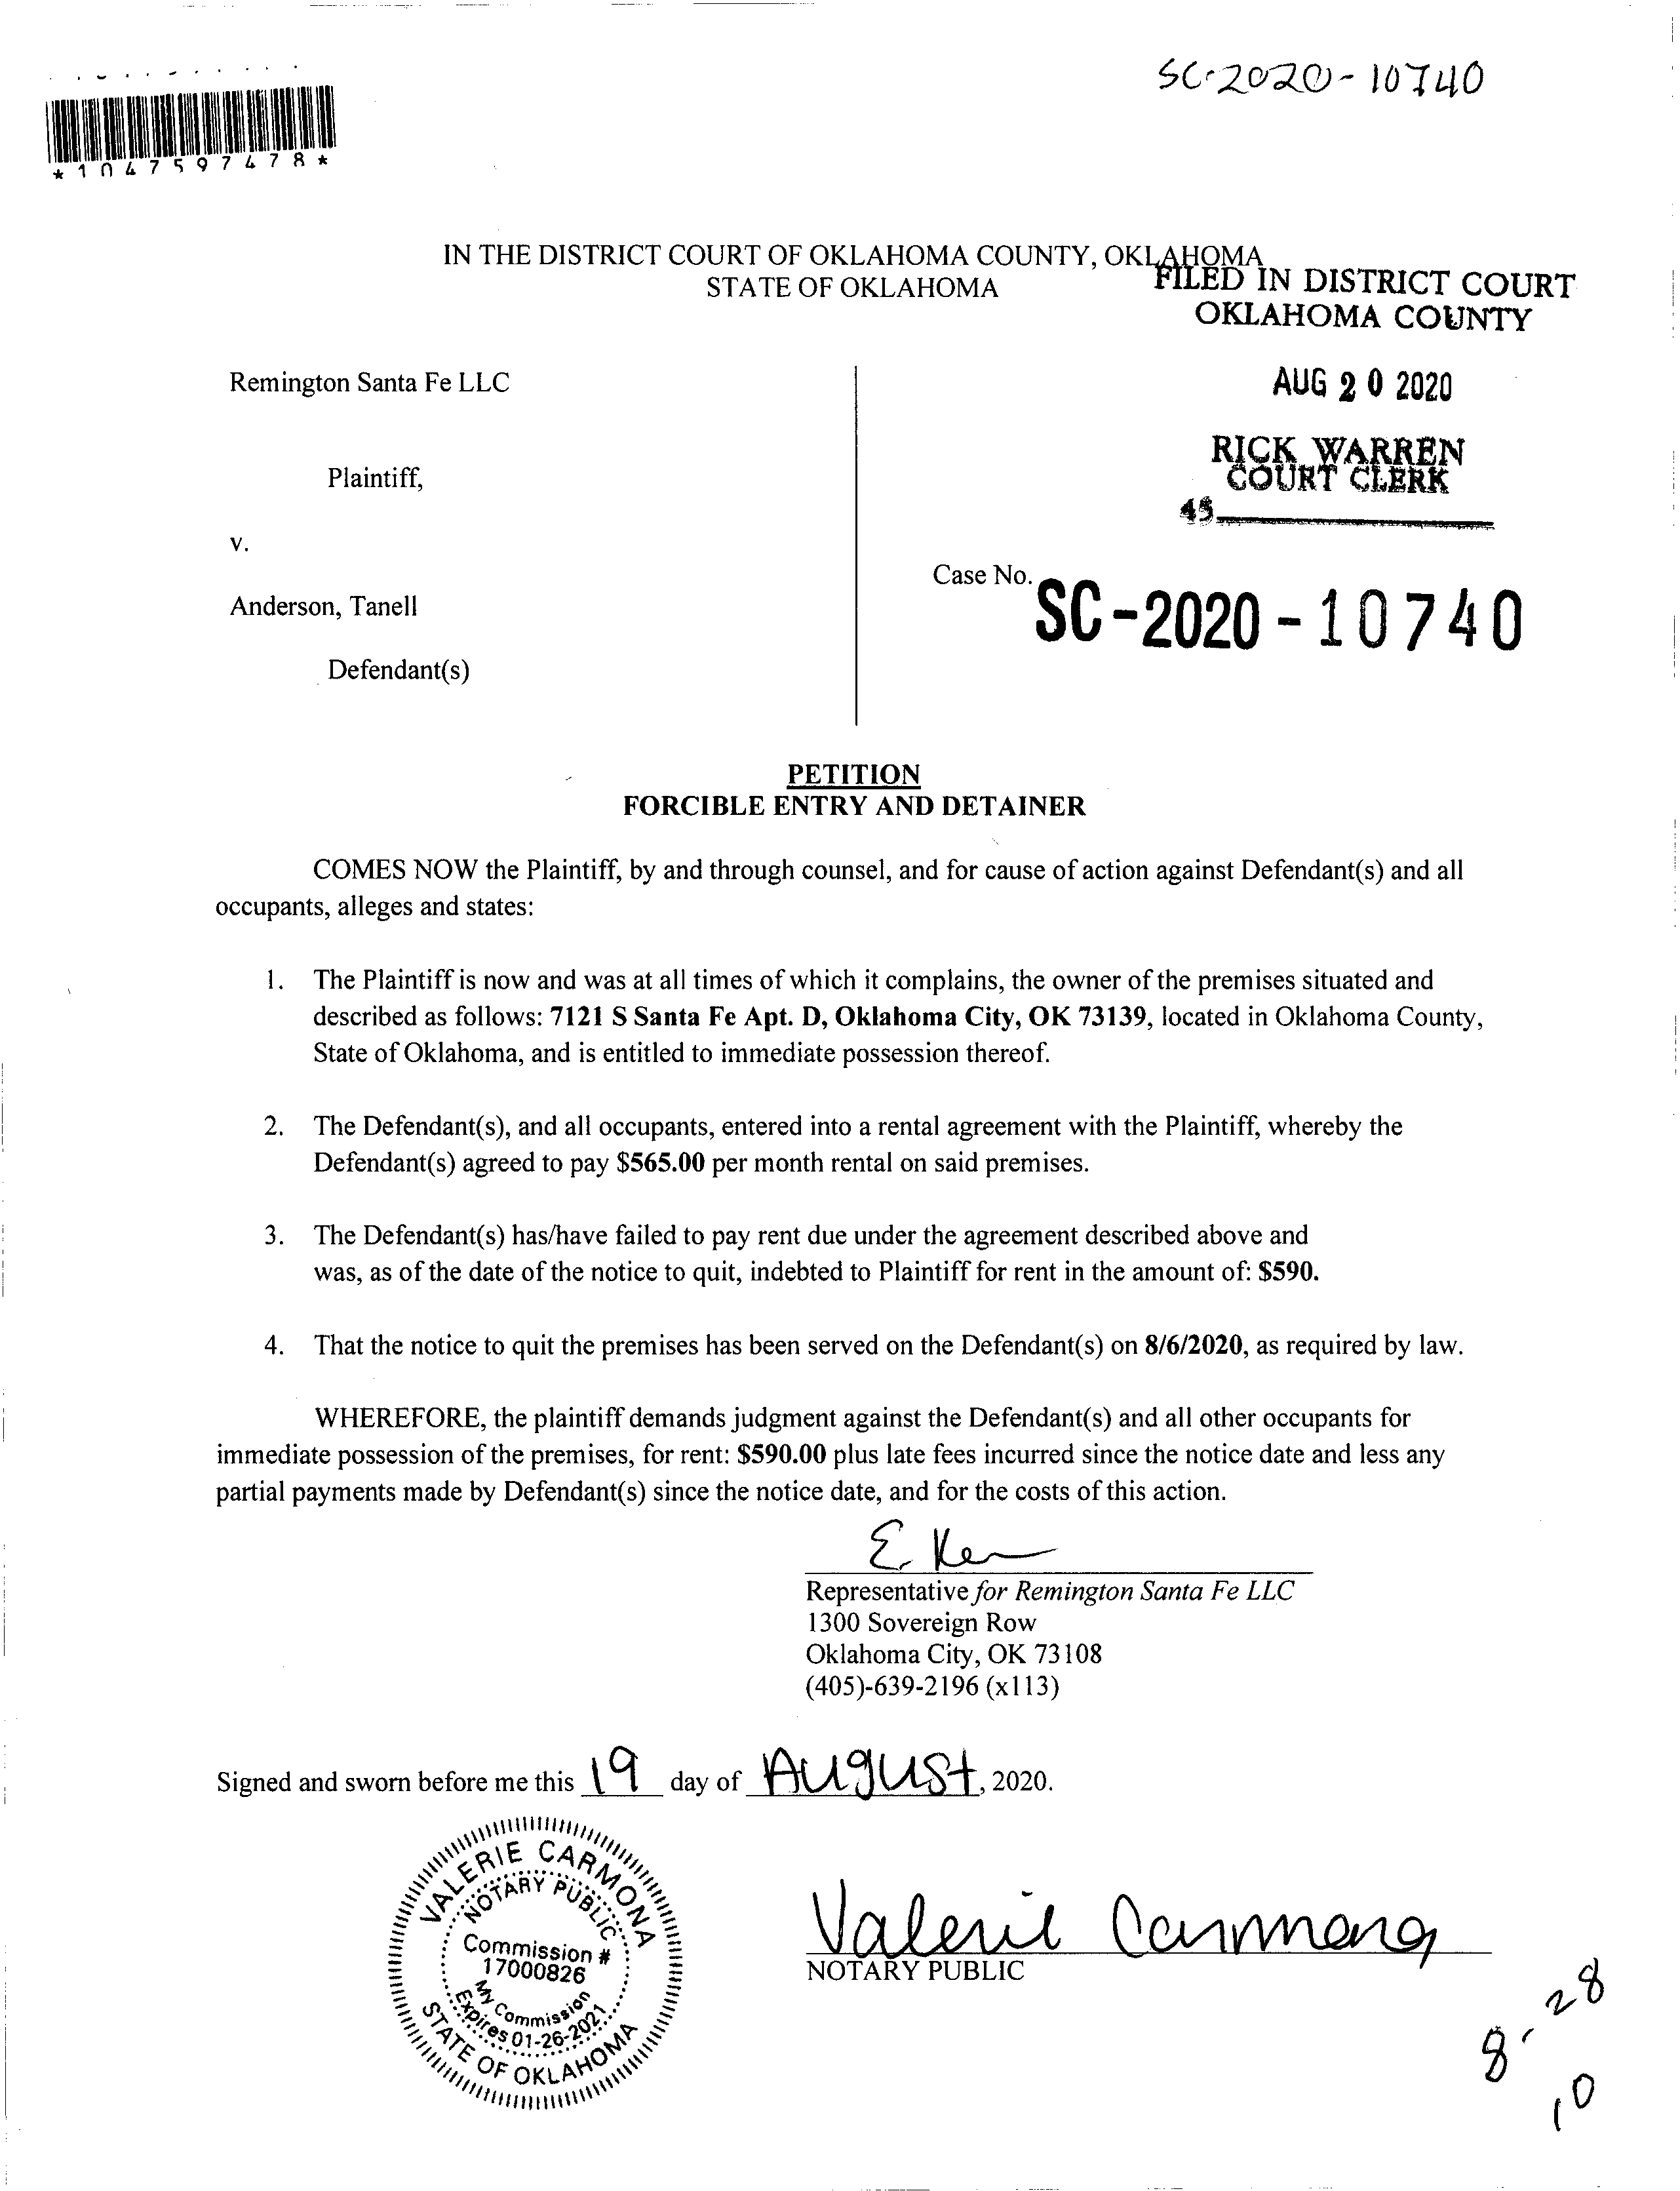 SC-2020-10740
*1047597478*
IN THE DISTRICT COURT OF OKLAHOMA COUNTY, OKLAHOMA
STATE OF OKLAHOMA
FILED IN DISTRICT COURT
OKLAHOMA COUNTY
AUG 20 2020
RICK WARREN
COURT CLERK
45
Remington Santa Fe LLC
Plaintiff,
v.
Anderson, Tanell
Defendant(s)
Case No.
SC-2020-10740
PETITION
FORCIBLE ENTRY AND DETAINER
COMES NOW the Plaintiff, by and through counsel, and for cause of action against Defendant(s) and all
occupants, alleges and states:
1. The Plaintiff is now and was at all times of which it complains, the owner of the premises situated and
described as follows: 7121 S Santa Fe Apt. D, Oklahoma City, OK 73139, located in Oklahoma County,
State of Oklahoma, and is entitled to immediate possession thereof.
2. The Defendant(s), and all occupants, entered into a rental agreement with the Plaintiff, whereby the
Defendant(s) agreed to pay $565.00 per month rental on said premises.
3. The Defendant(s) has/have failed to pay rent due under the agreement described above and
was, as of the date of the notice to quit, indebted to Plaintiff for rent in the amount of: $590.
4. That the notice to quit the premises has been served on the Defendant(s) on 8/6/2020, as required by law.
WHEREFORE, the plaintiff demands judgment against the Defendant(s) and all other occupants for
immediate possession of the premises, for rent: $590.00 plus late fees incurred since the notice date and less any
partial payments made by Defendant(s) since the notice date, and for the costs of this action.
E. Ken
Representative for Remington Santa Fe LLC
1300 Sovereign Row
Oklahoma City, OK 73108
(405)-639-2196 (x113)
Signed and sworn before me this 19 day of August, 2020.
VALERIE CARMONA
NOTARY PUBLIC
Commission #
17000826
My Commission
Expires 01-26-2021
STATE OF OKLAHOMA
Valerie Carmona
NOTARY PUBLIC
8-28
10